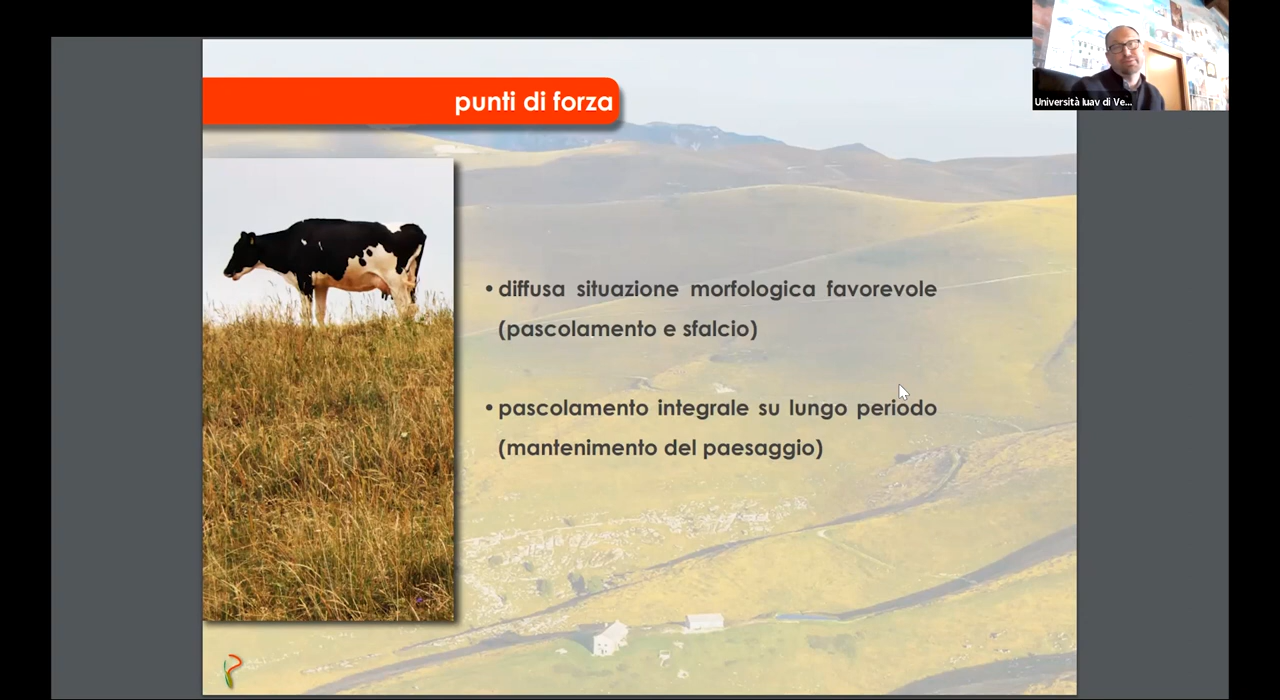 punti di forza
Università Iuav di Ve...
• diffusa situazione morfologica favorevole
(pascolamento e sfalcio)
• pascolamento integrale su lungo periodo
(mantenimento del paesaggio)